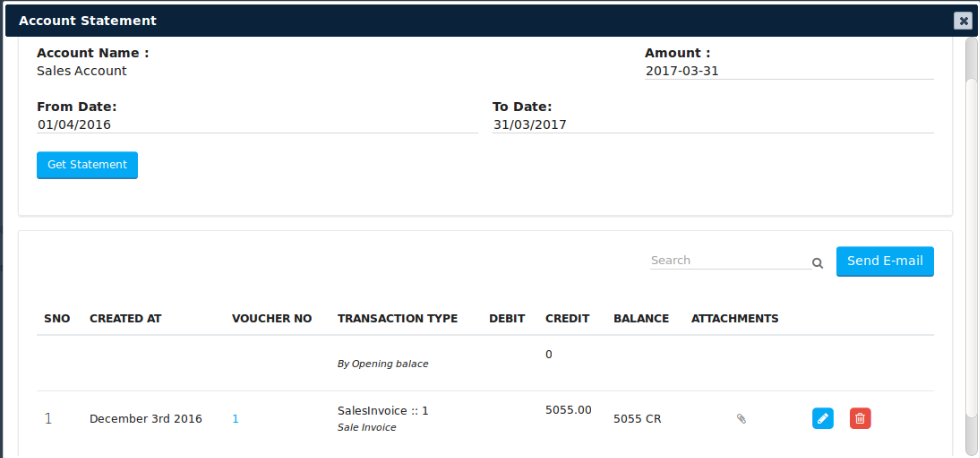 Account Statement
Account Name : Amount :
Sales Account 2017-03-31
From Date: To Date:
01/04/2016 31/03/2017
Get Statement
Search Send E-mail
SNO CREATED AT VOUCHER NO TRANSACTION TYPE DEBIT CREDIT BALANCE ATTACHMENTS
0
By Opening balace
SalesInvoice :: 1 5055.00
1 December 3rd 2016 1 5055 CR
Sale Invoice